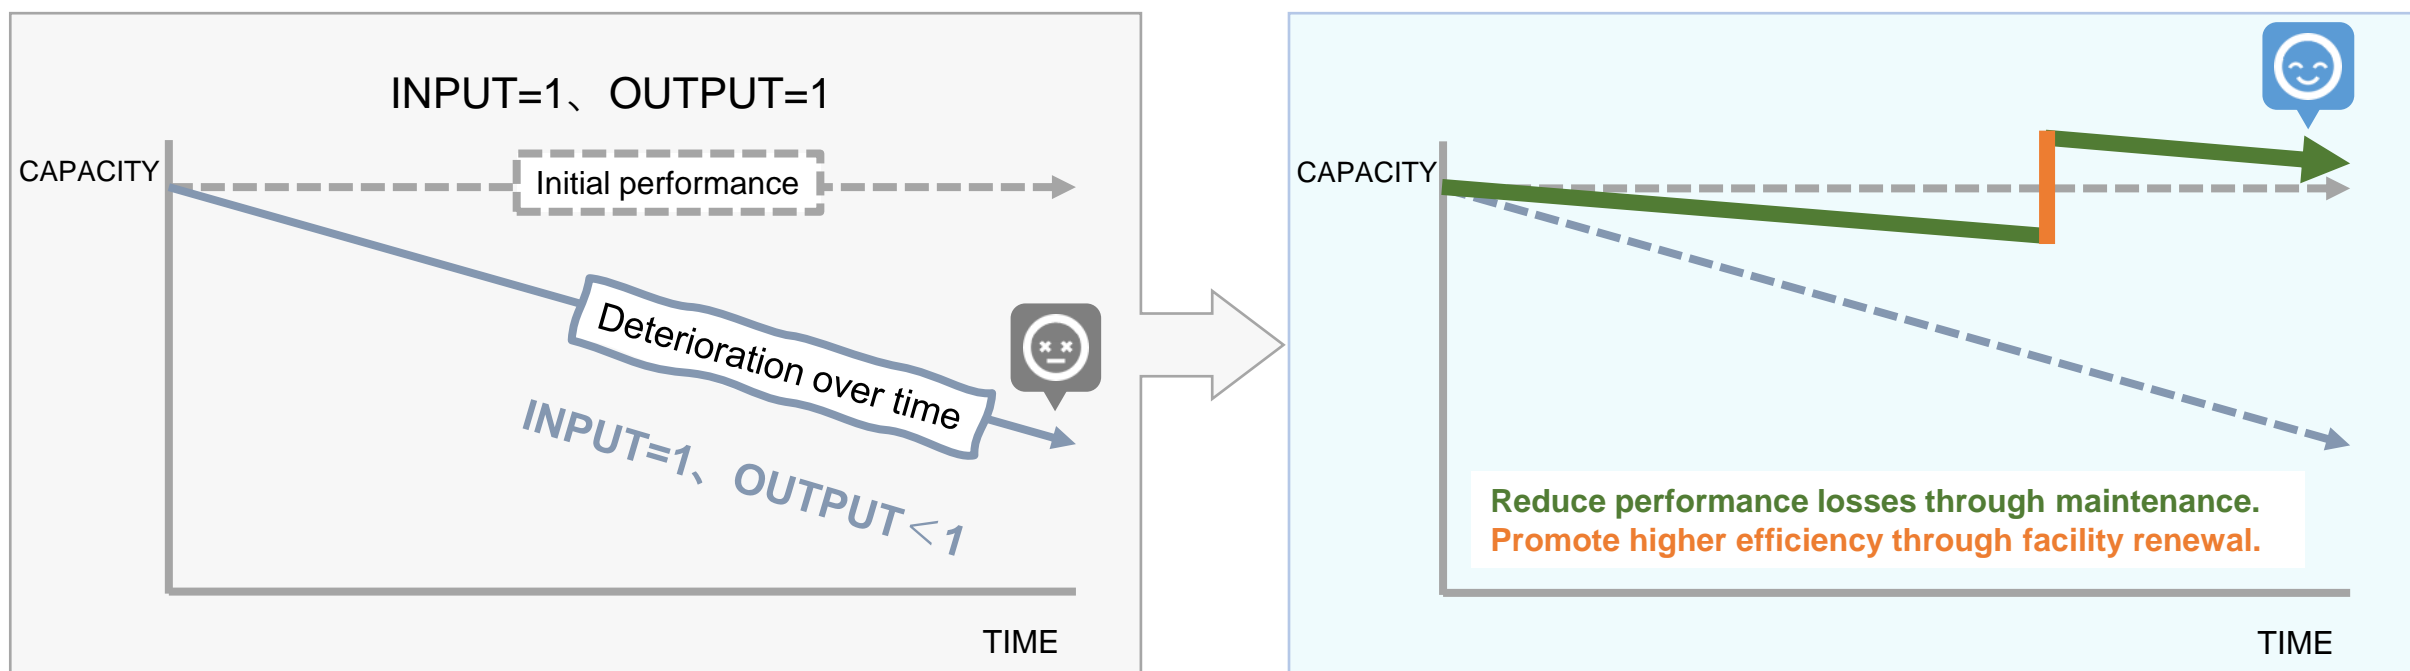 INPUT=1、OUTPUT=1
CAPACITY
Initial performance
Deterioration over time
INPUT=1、OUTPUT＜1
TIME
CAPACITY
Reduce performance losses through maintenance.
Promote higher efficiency through facility renewal.
TIME